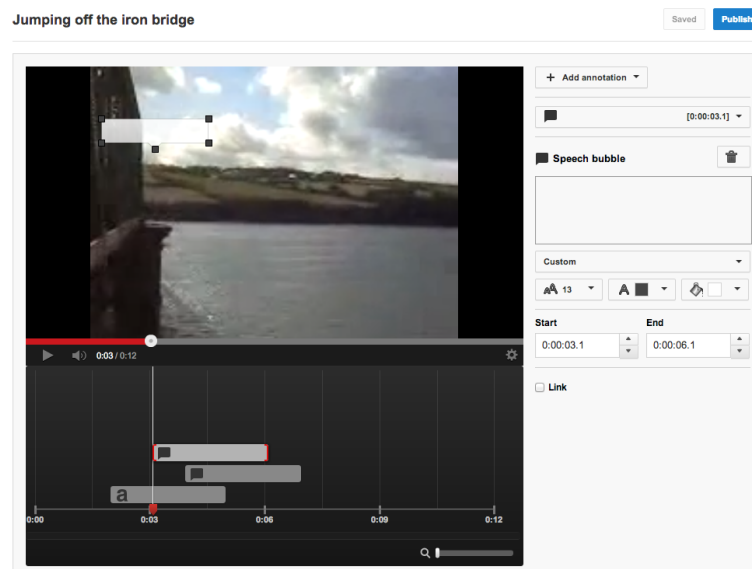 Jumping off the iron bridge
Saved
Publish
+ Add annotation
[0:00:03.1]
Speech bubble
Custom
AA 13
A
Start
End
0:00:03.1
0:00:06.1
Link
0:03 / 0:12
a
0:00
0:03
0:06
0:09
0:12